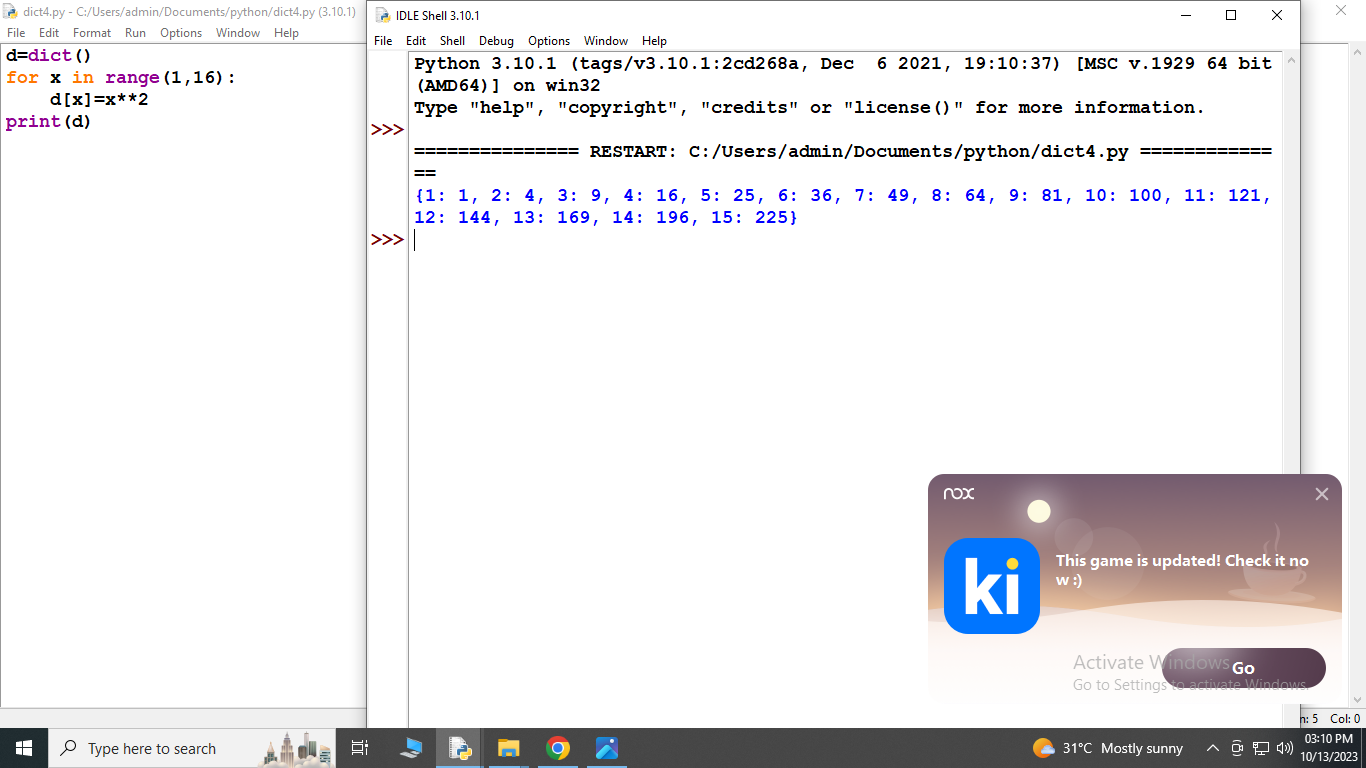 dict4.py - C:/Users/admin/Documents/python/dict4.py (3.10.1)
File Edit Format Run Options Window Help
d=dict()
for x in range(1,16):
    d[x]=x**2
print(d)
IDLE Shell 3.10.1
File Edit Shell Debug Options Window Help
Python 3.10.1 (tags/v3.10.1:2cd268a, Dec  6 2021, 19:10:37) [MSC v.1929 64 bit
(AMD64)] on win32
Type "help", "copyright", "credits" or "license()" for more information.
>>>
=============== RESTART: C:/Users/admin/Documents/python/dict4.py ============
==
{1: 1, 2: 4, 3: 9, 4: 16, 5: 25, 6: 36, 7: 49, 8: 64, 9: 81, 10: 100, 11: 121,
12: 144, 13: 169, 14: 196, 15: 225}
>>>
nox
ki
This game is updated! Check it no
w :)
Go
Activate Windows
Go to Settings to activate Windows.
n: 5 Col: 0
Type here to search
31°C Mostly sunny
03:10 PM
10/13/2023